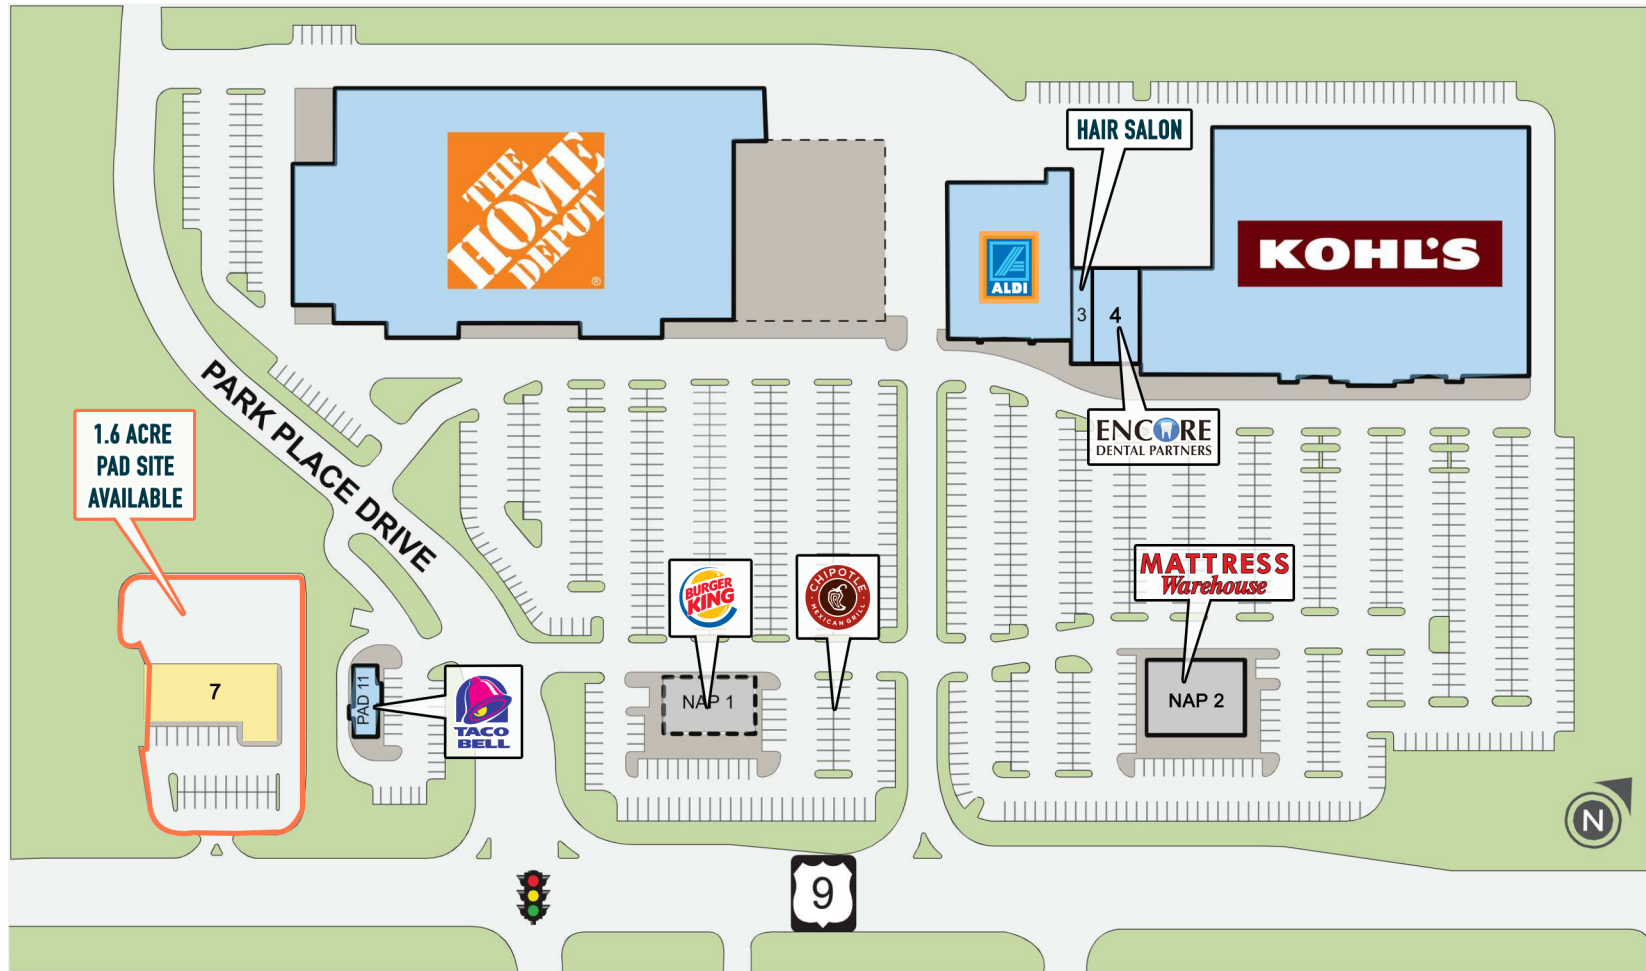 THE
HOME
DEPOT
®
HAIR SALON
ALDI
KOHL'S
3
4
ENCORE
DENTAL PARTNERS
PARK PLACE DRIVE
1.6 ACRE
PAD SITE
AVAILABLE
7
PAD 11
TACO
BELL
BURGER
KING
NAP 1
CHIPOTLE
MEXICAN GRILL
MATTRESS
Warehouse
NAP 2
N
9